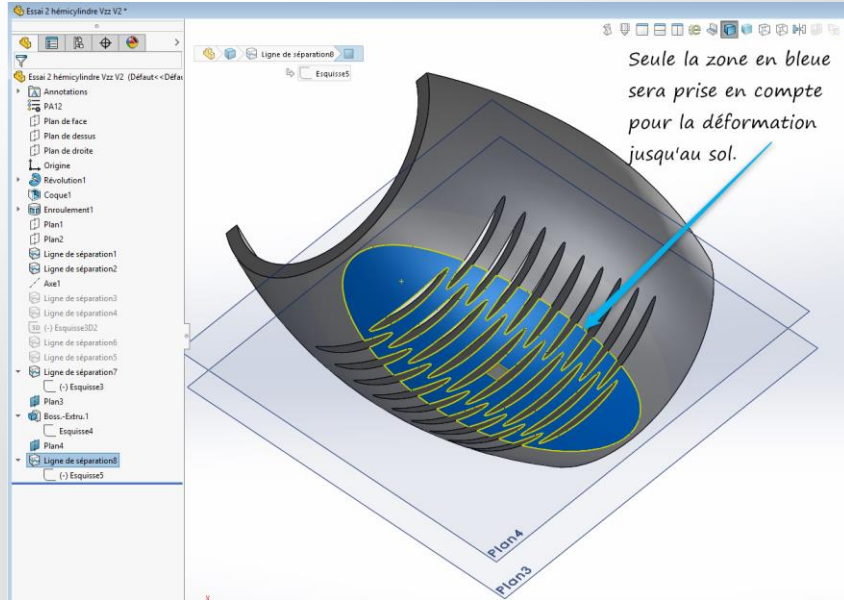 Essai 2 hémicylindre Vzz V2 *
Ligne de séparation8
Esquisse5
Seule la zone en bleue
sera prise en compte
pour la déformation
jusqu'au sol.
Essai 2 hémicylindre Vzz V2 (Défaut<<Défau
Annotations
PA12
Plan de face
Plan de dessus
Plan de droite
Origine
Révolution1
Coque1
Enroulement1
Plan1
Plan2
Ligne de séparation1
Ligne de séparation2
Axe1
Ligne de séparation3
Ligne de séparation4
3D (-) Esquisse3D2
Ligne de séparation6
Ligne de séparation5
Ligne de séparation7
(-) Esquisse3
Plan3
Boss.-Extru.1
Esquisse4
Plan4
Ligne de séparation8
(-) Esquisse5
Plan4
Plan3
x